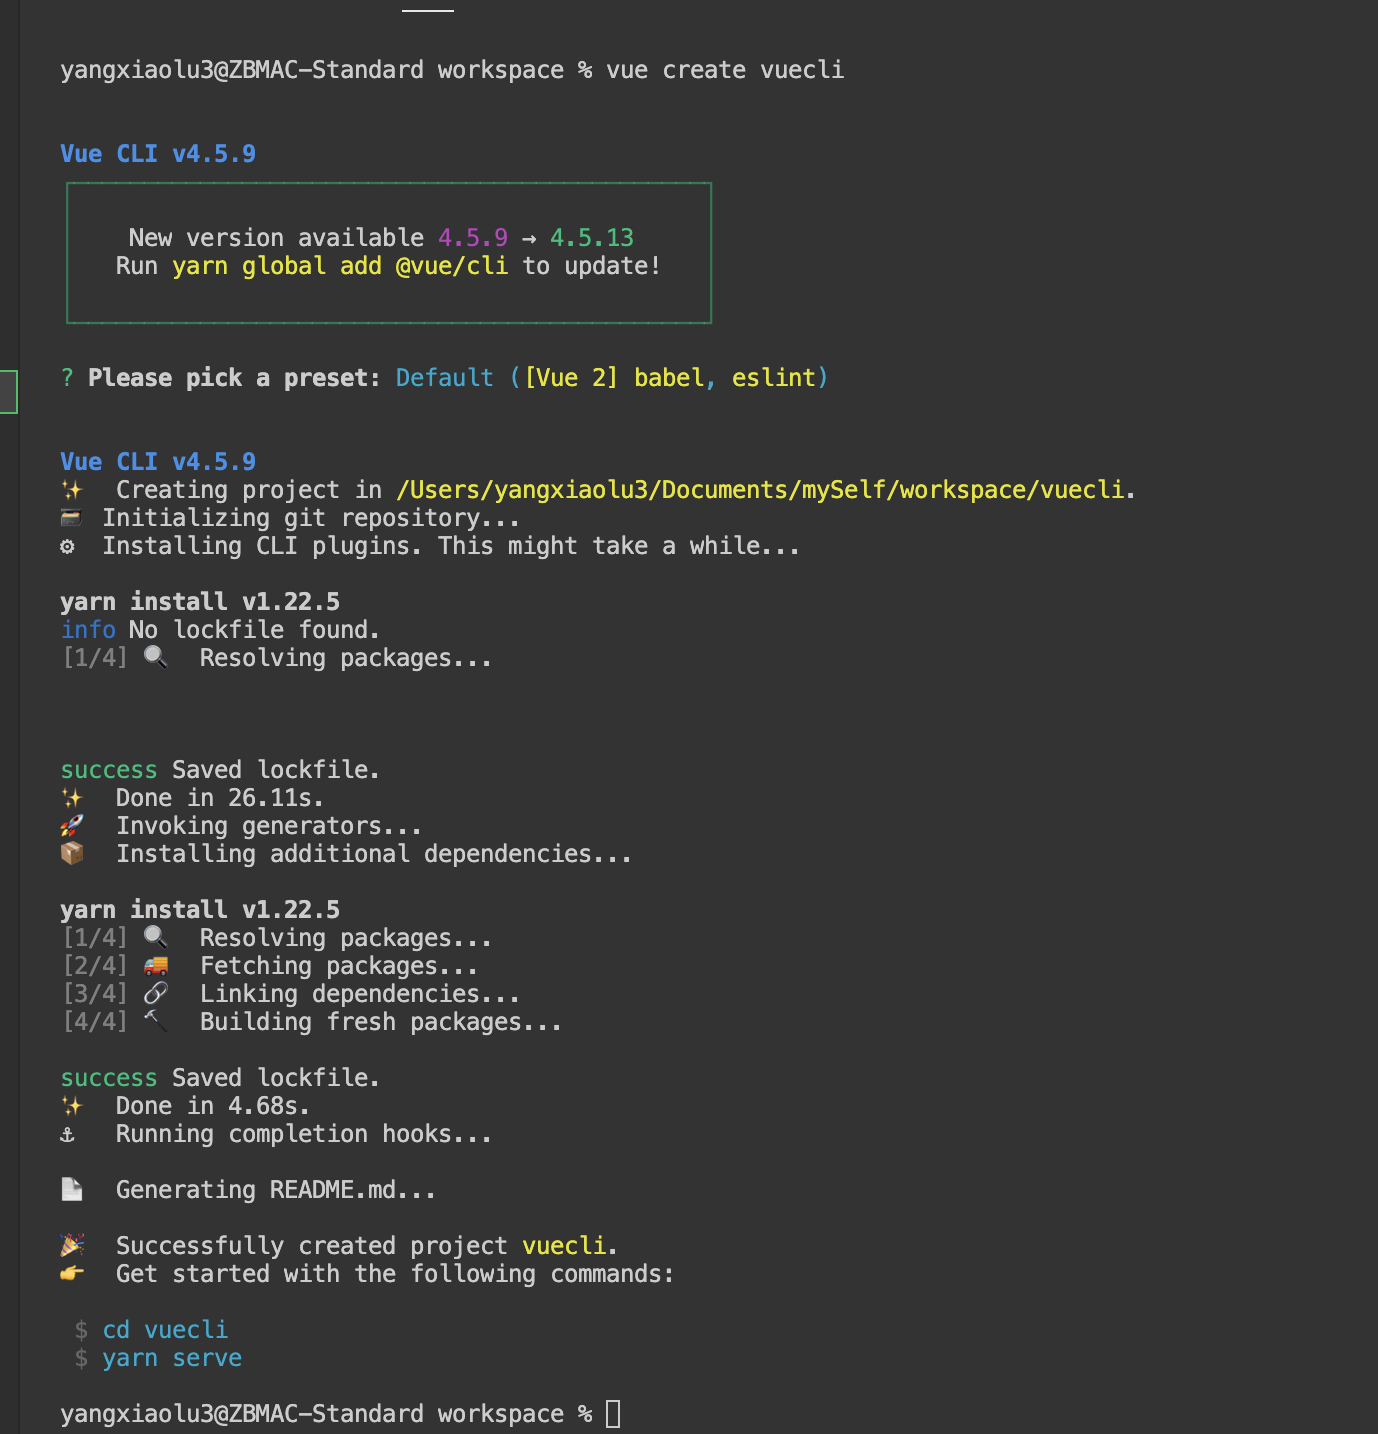 yangxiaolu3@ZBMAC-Standard workspace % vue create vuecli
Vue CLI v4.5.9
New version available 4.5.9 → 4.5.13
Run yarn global add @vue/cli to update!
? Please pick a preset: Default ([Vue 2] babel, eslint)
Vue CLI v4.5.9
✨ Creating project in /Users/yangxiaolu3/Documents/mySelf/workspace/vuecli.
🗃 Initializing git repository...
⚙ Installing CLI plugins. This might take a while...
yarn install v1.22.5
info No lockfile found.
[1/4] 🔍 Resolving packages...
success Saved lockfile.
✨ Done in 26.11s.
🚀 Invoking generators...
📦 Installing additional dependencies...
yarn install v1.22.5
[1/4] 🔍 Resolving packages...
[2/4] 🚚 Fetching packages...
[3/4] 🔗 Linking dependencies...
[4/4] 🔨 Building fresh packages...
success Saved lockfile.
✨ Done in 4.68s.
⚓ Running completion hooks...
📄 Generating README.md...
🎉 Successfully created project vuecli.
👉 Get started with the following commands:
$ cd vuecli
$ yarn serve
yangxiaolu3@ZBMAC-Standard workspace %